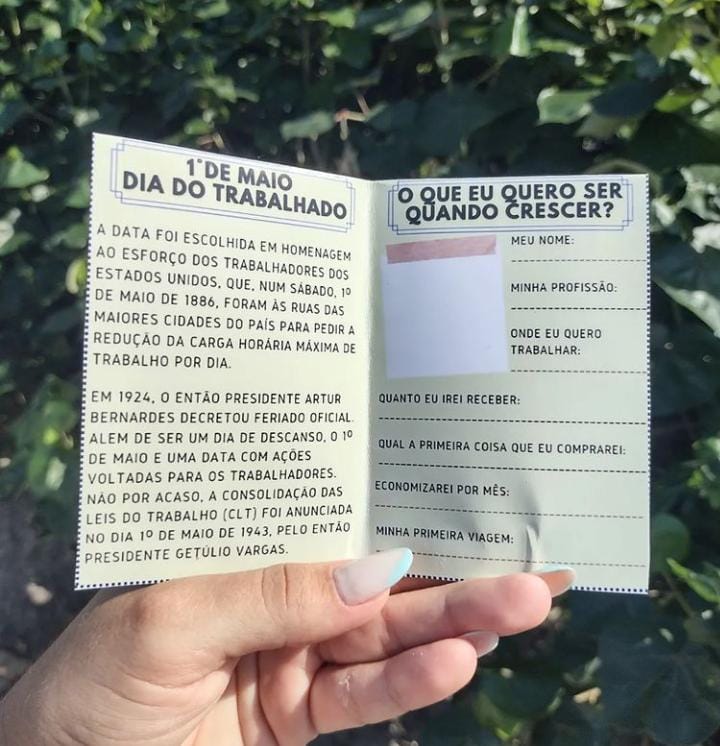 1° DE MAIO
DIA DO TRABALHADO
A DATA FOI ESCOLHIDA EM HOMENAGEM
AO ESFORÇO DOS TRABALHADORES DOS
ESTADOS UNIDOS, QUE, NUM SÁBADO, 1º
DE MAIO DE 1886, FORAM ÀS RUAS DAS
MAIORES CIDADES DO PAÍS PARA PEDIR A
REDUÇÃO DA CARGA HORÁRIA MÁXIMA DE
TRABALHO POR DIA.
EM 1924, O ENTÃO PRESIDENTE ARTUR
BERNARDES DECRETOU FERIADO OFICIAL.
ALEM DE SER UM DIA DE DESCANSO, O 1º
DE MAIO E UMA DATA COM AÇÕES
VOLTADAS PARA OS TRABALHADORES.
NÃO POR ACASO, A CONSOLIDAÇÃO DAS
LEIS DO TRABALHO (CLT) FOI ANUNCIADA
NO DIA 1º DE MAIO DE 1943, PELO ENTÃO
PRESIDENTE GETÚLIO VARGAS.
O QUE EU QUERO SER
QUANDO CRESCER?
MEU NOME:
MINHA PROFISSÃO:
ONDE EU QUERO
TRABALHAR:
QUANTO EU IREI RECEBER:
QUAL A PRIMEIRA COISA QUE EU COMPRAREI:
ECONOMIZAREI POR MÊS:
MINHA PRIMEIRA VIAGEM: